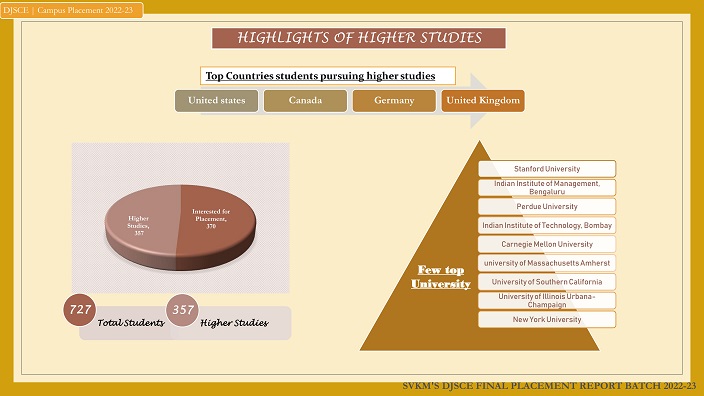 DJSCE | Campus Placement 2022-23
HIGHLIGHTS OF HIGHER STUDIES
Top Countries students pursuing higher studies
United states
Canada
Germany
United Kingdom
Higher
Studies,
357
Interested for
Placement,
370
727
Total Students
357
Higher Studies
Few top
University
Stanford University
Indian Institute of Management,
Bengaluru
Perdue University
Indian Institute of Technology, Bombay
Carnegie Mellon University
university of Massachusetts Amherst
University of Southern California
University of Illinois Urbana-
Champaign
New York University
SVKM'S DJSCE FINAL PLACEMENT REPORT BATCH 2022-23